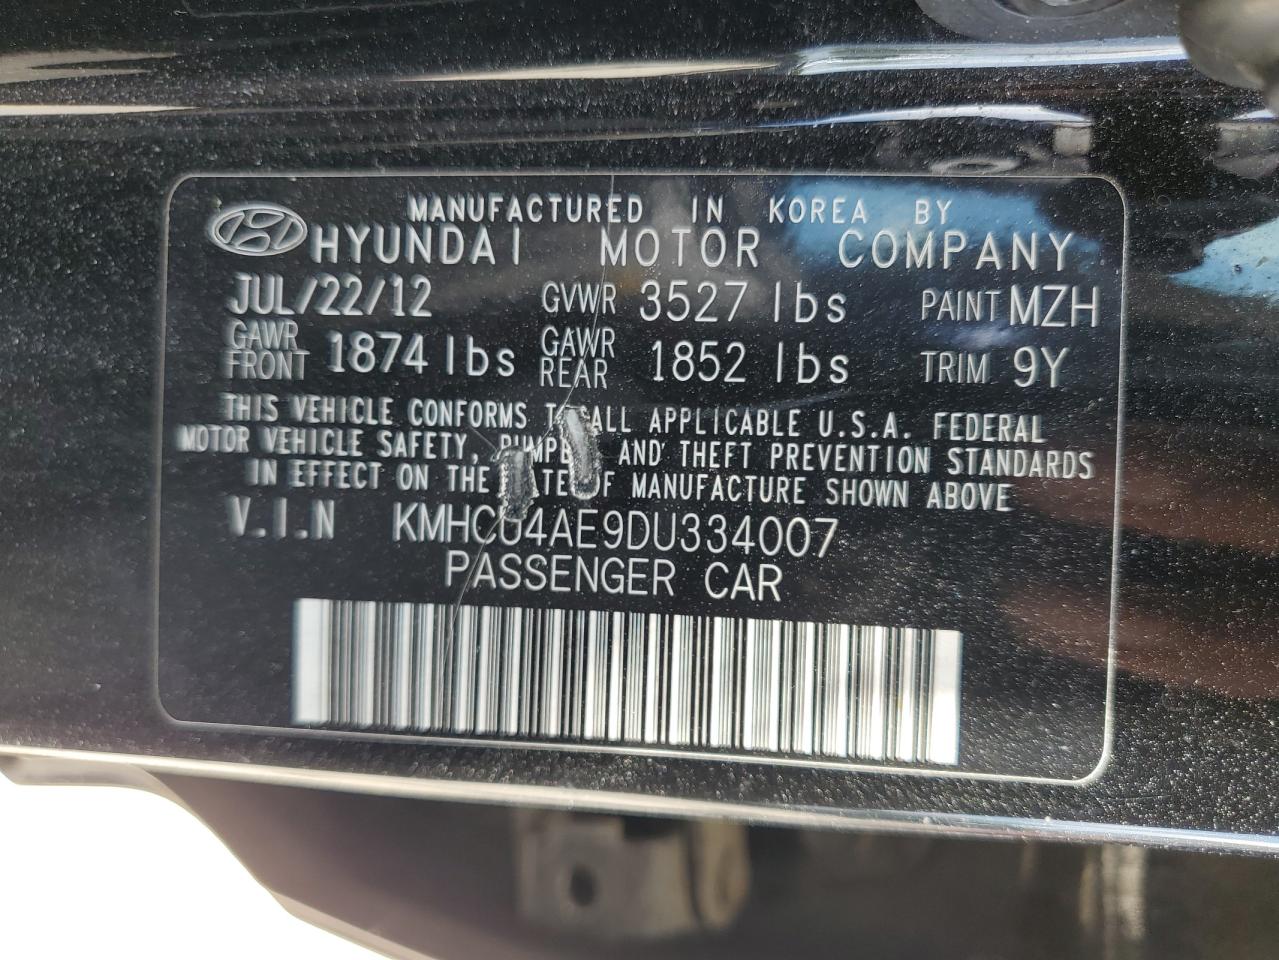 MANUFACTURED IN KOREA BY
HYUNDAI MOTOR COMPANY
JUL/22/12 GVWR 3527 lbs PAINT MZH
GAWR FRONT 1874 lbs GAWR REAR 1852 lbs TRIM 9Y
THIS VEHICLE CONFORMS TO ALL APPLICABLE U.S.A. FEDERAL
MOTOR VEHICLE SAFETY, BUMPER AND THEFT PREVENTION STANDARDS
IN EFFECT ON THE DATE OF MANUFACTURE SHOWN ABOVE
V.I.N KMHCU4AE9DU334007
PASSENGER CAR